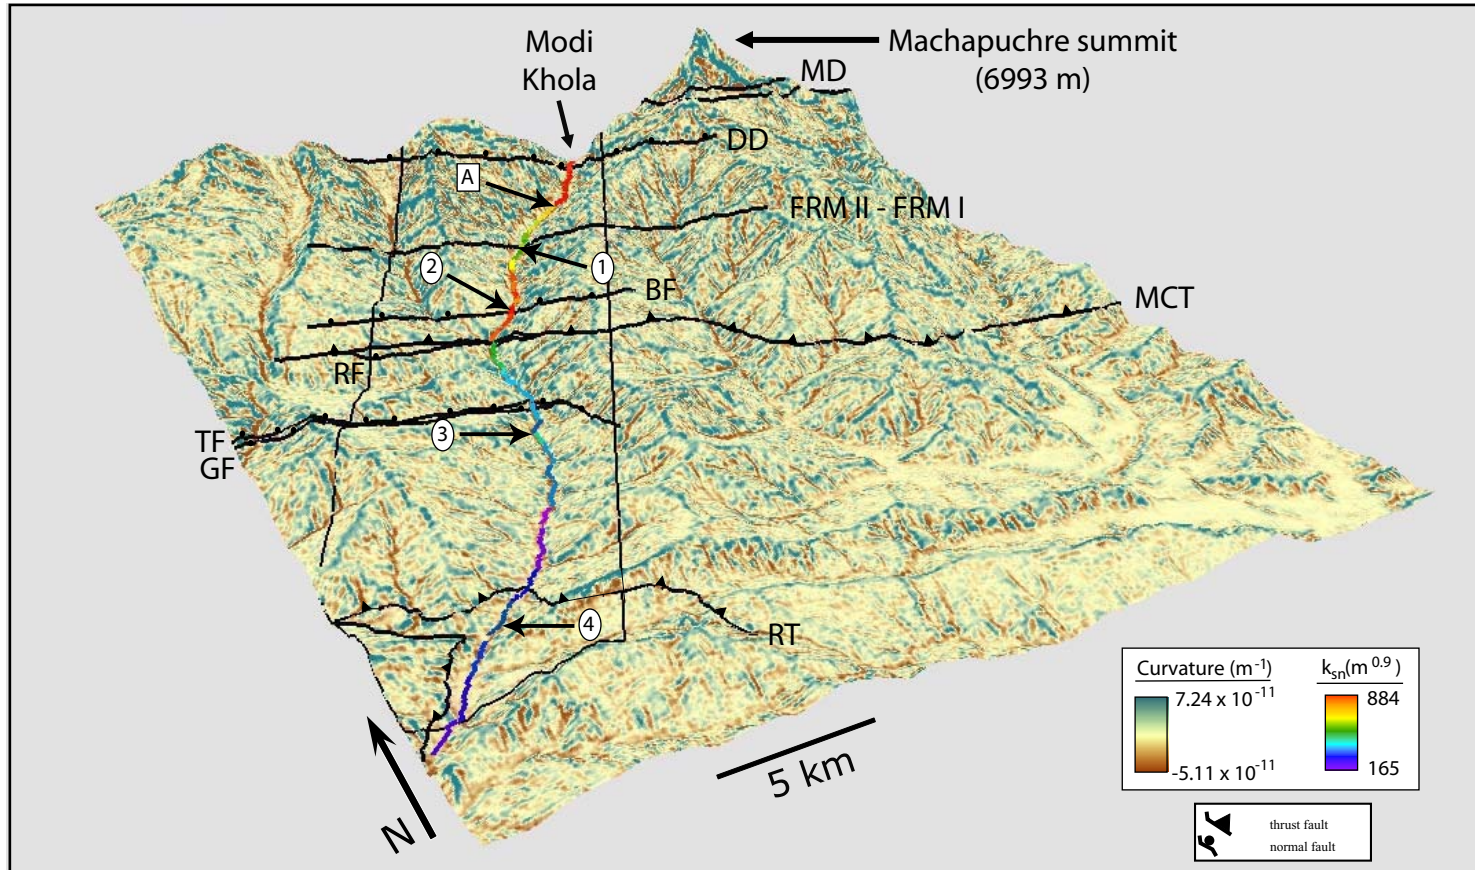 Modi
Khola
Machapuchre summit
(6993 m)
MD
DD
A
FRM II - FRM I
1
2
BF
MCT
RF
TF
GF
3
4
RT
N
5 km
Curvature (m⁻¹)
7.24 x 10⁻¹¹
-5.11 x 10⁻¹¹
kₛₙ(m⁰·⁹)
884
165
thrust fault
normal fault